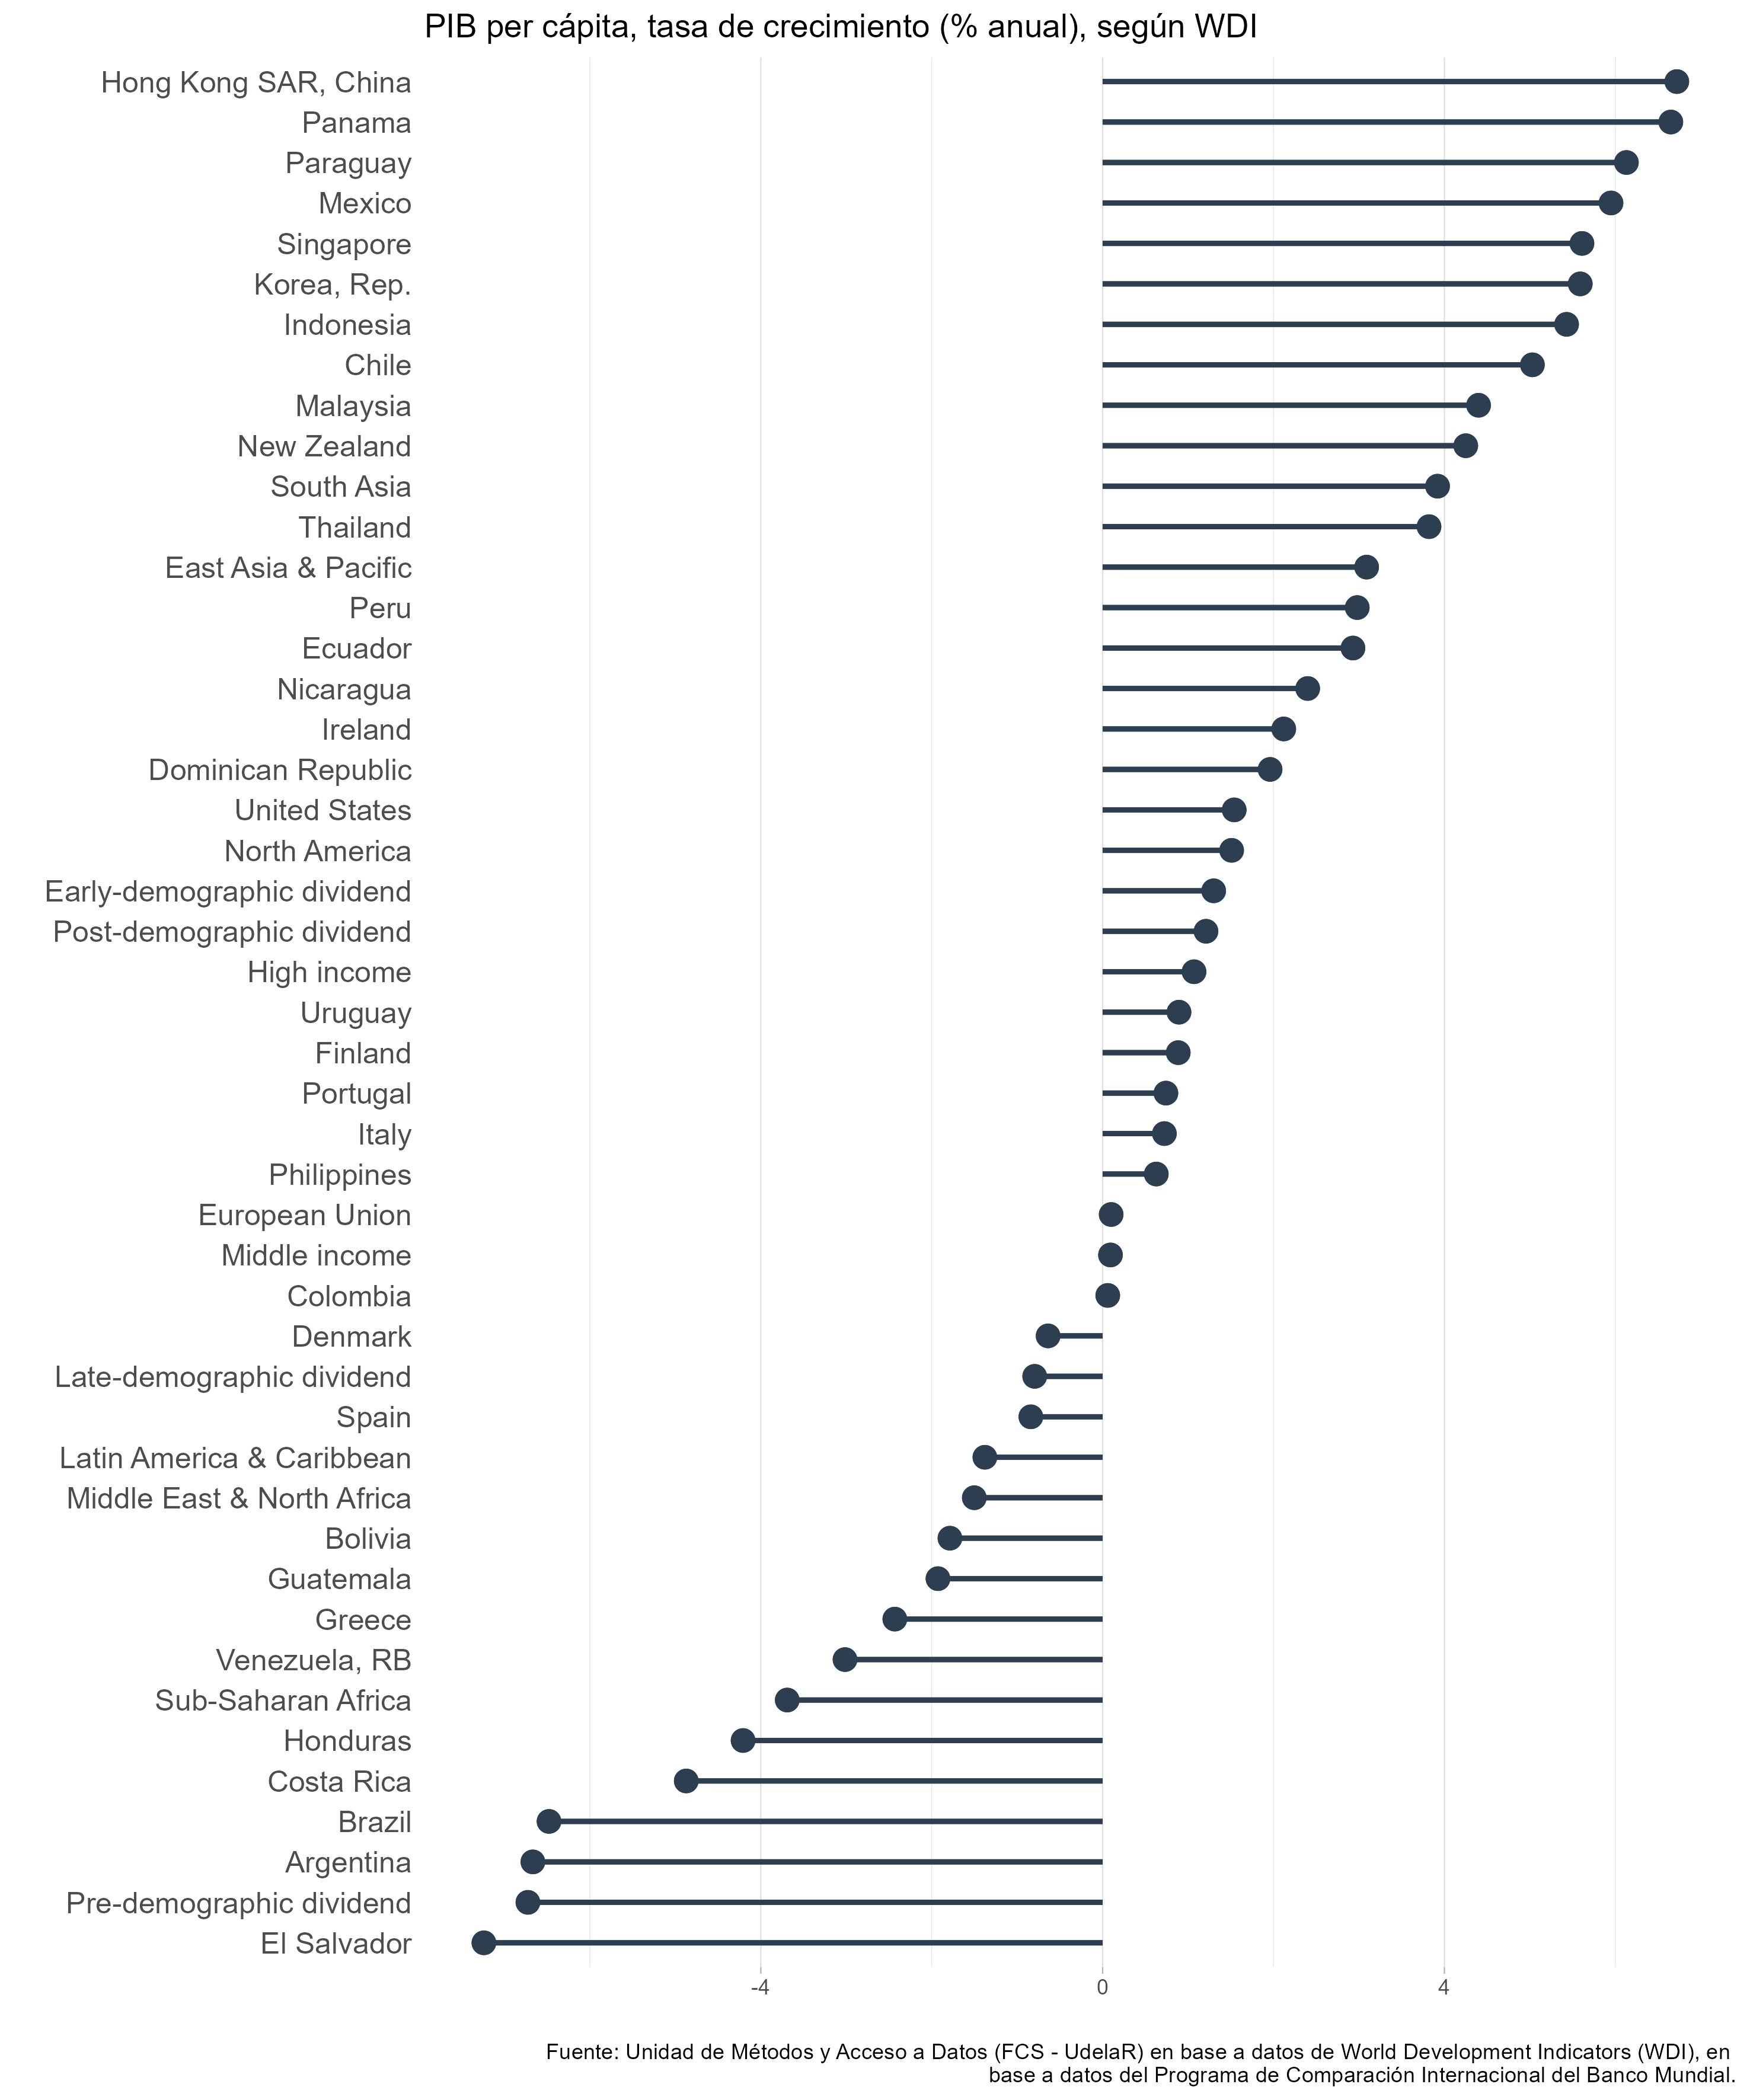 PIB per cápita, tasa de crecimiento (% anual), según WDI
Hong Kong SAR, China
Panama
Paraguay
Mexico
Singapore
Korea, Rep.
Indonesia
Chile
Malaysia
New Zealand
South Asia
Thailand
East Asia & Pacific
Peru
Ecuador
Nicaragua
Ireland
Dominican Republic
United States
North America
Early-demographic dividend
Post-demographic dividend
High income
Uruguay
Finland
Portugal
Italy
Philippines
European Union
Middle income
Colombia
Denmark
Late-demographic dividend
Spain
Latin America & Caribbean
Middle East & North Africa
Bolivia
Guatemala
Greece
Venezuela, RB
Sub-Saharan Africa
Honduras
Costa Rica
Brazil
Argentina
Pre-demographic dividend
El Salvador
-4 0 4
Fuente: Unidad de Métodos y Acceso a Datos (FCS - UdelaR) en base a datos de World Development Indicators (WDI), en
base a datos del Programa de Comparación Internacional del Banco Mundial.